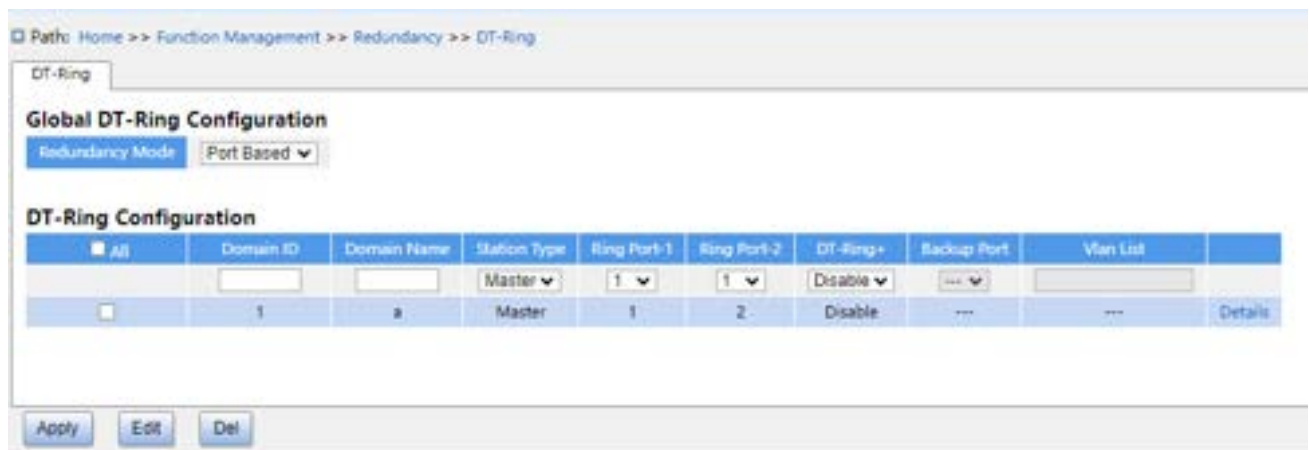 Path: Home >> Function Management >> Redundancy >> DT-Ring
DT-Ring
Global DT-Ring Configuration
Redundancy Mode Port Based
DT-Ring Configuration
All Domain ID Domain Name Station Type Ring Port-1 Ring Port-2 DT-Ring+ Backup Port Vlan List
Master 1 1 Disable ---
1 a Master 1 2 Disable --- --- Details
Apply Edit Del